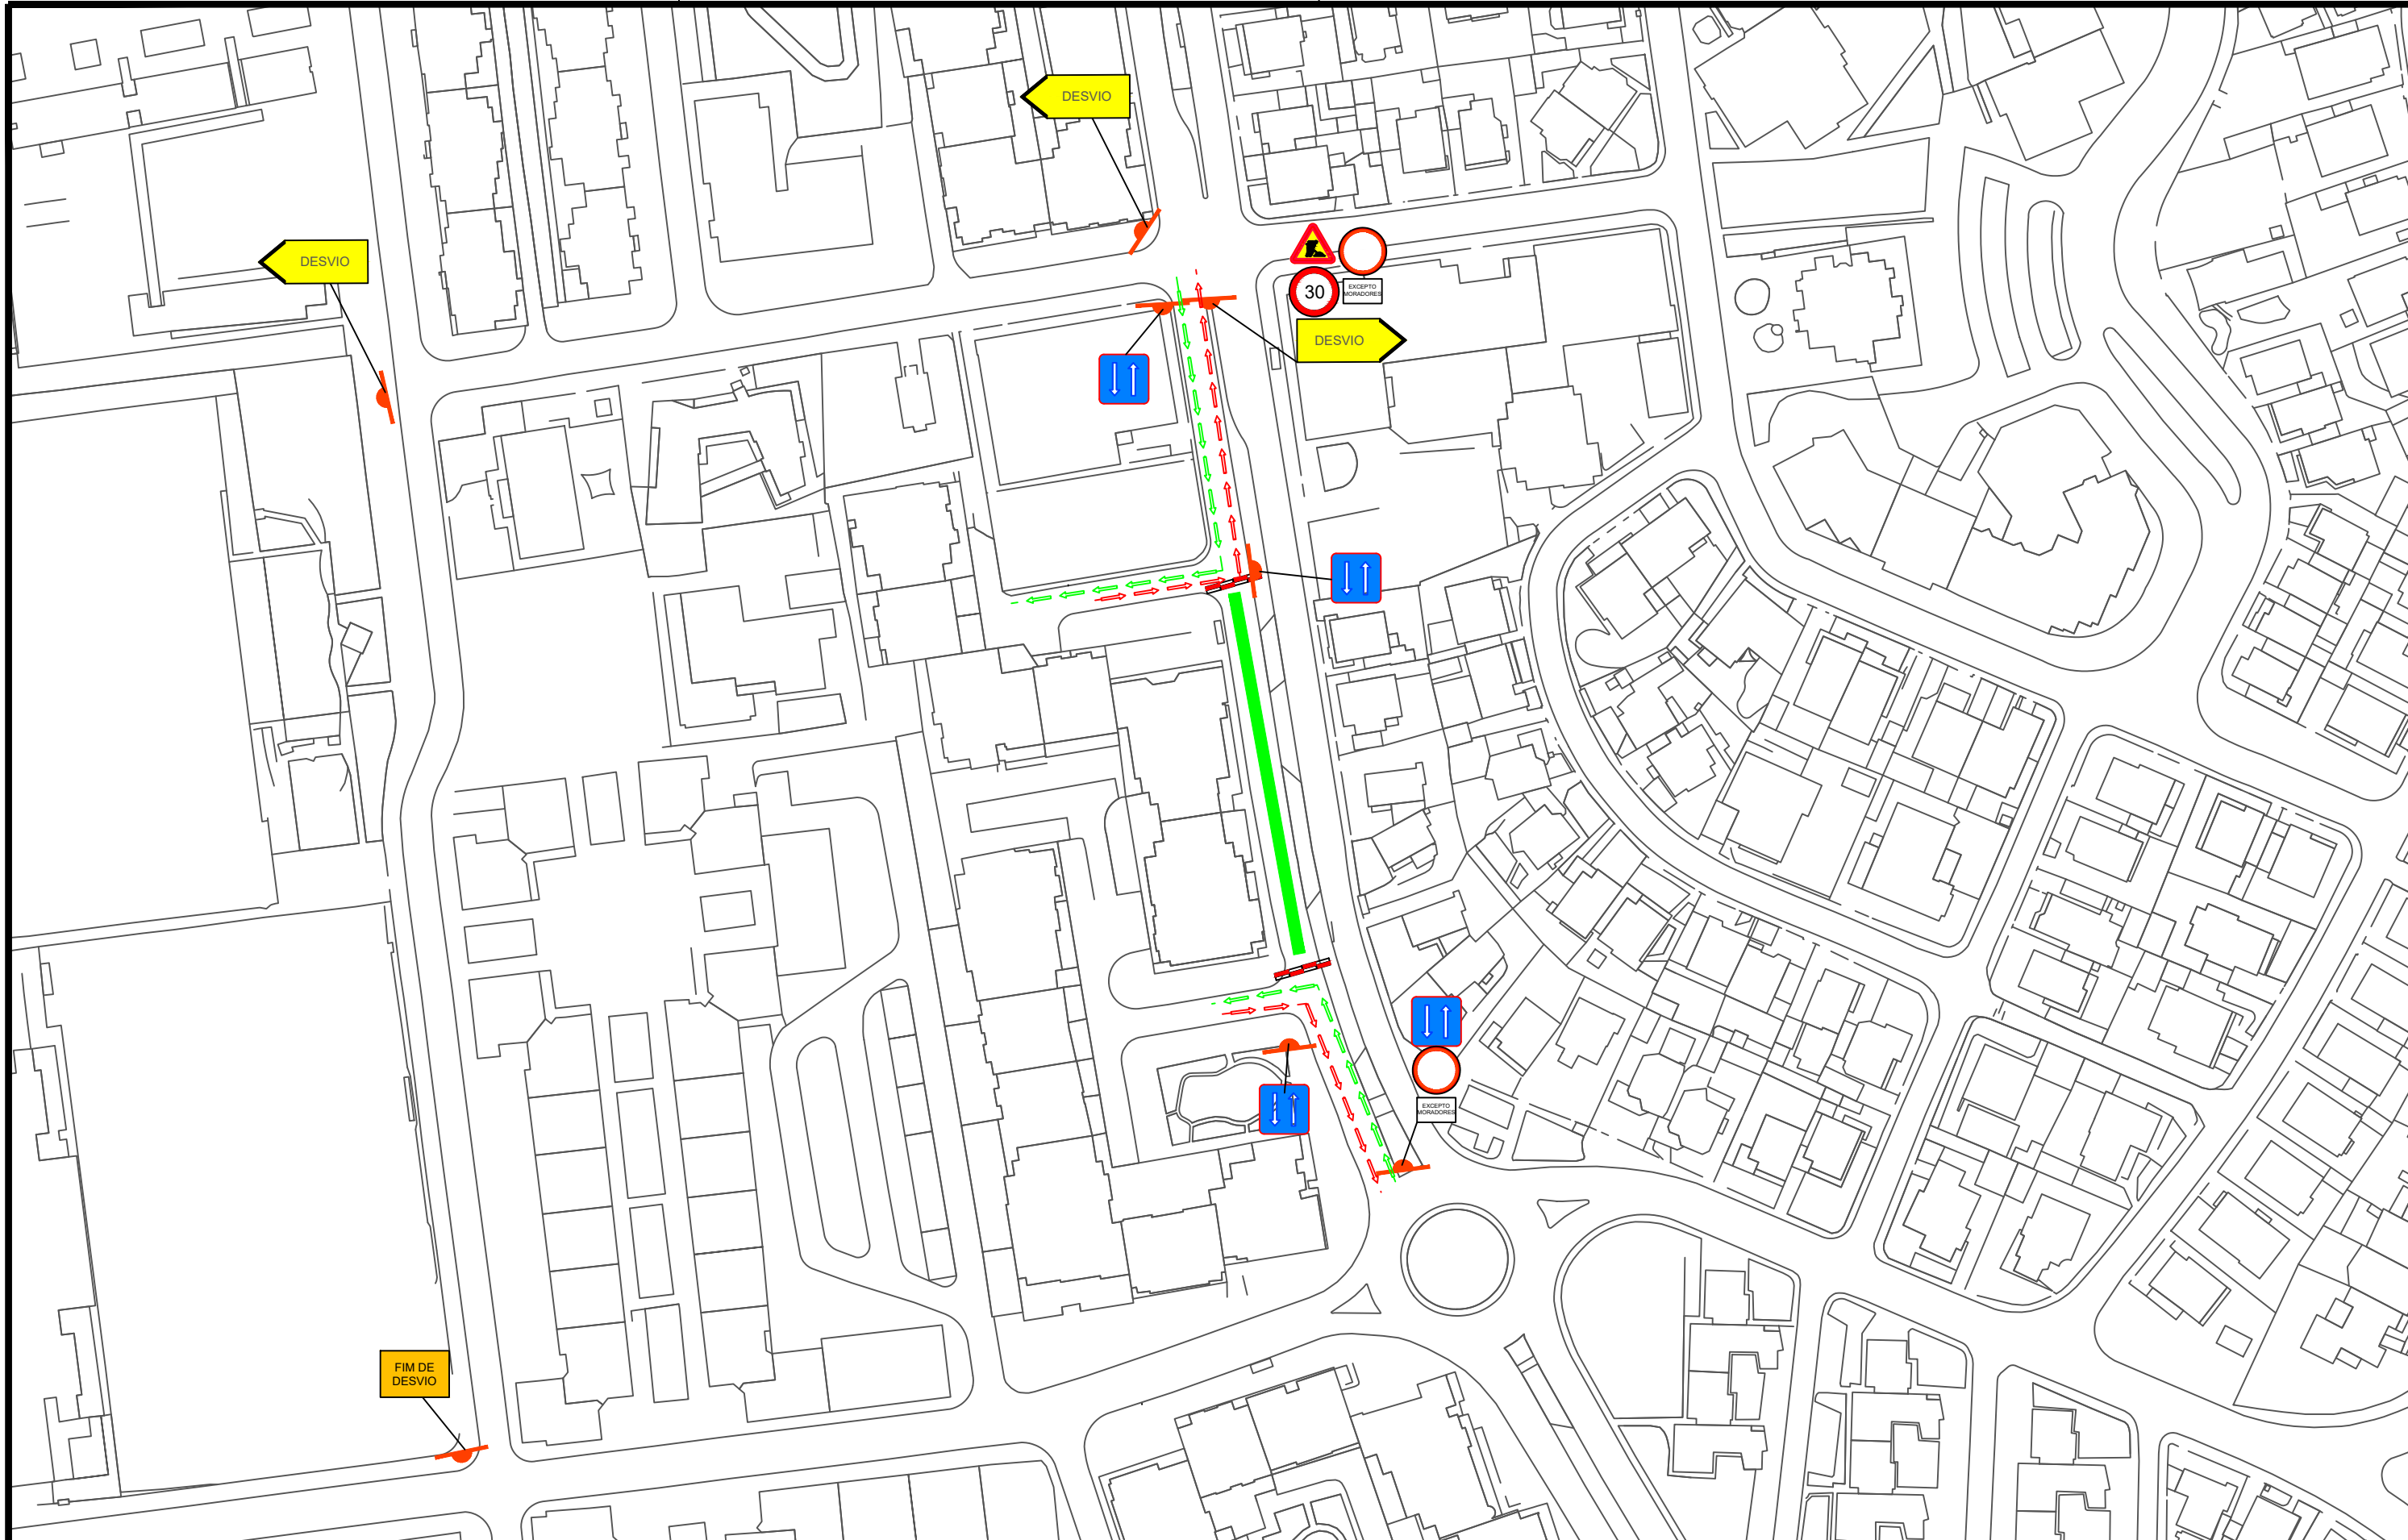 DESVIO
DESVIO
30
EXCEPTO
MORADORES
DESVIO
EXCEPTO
MORADORES
FIM DE
DESVIO